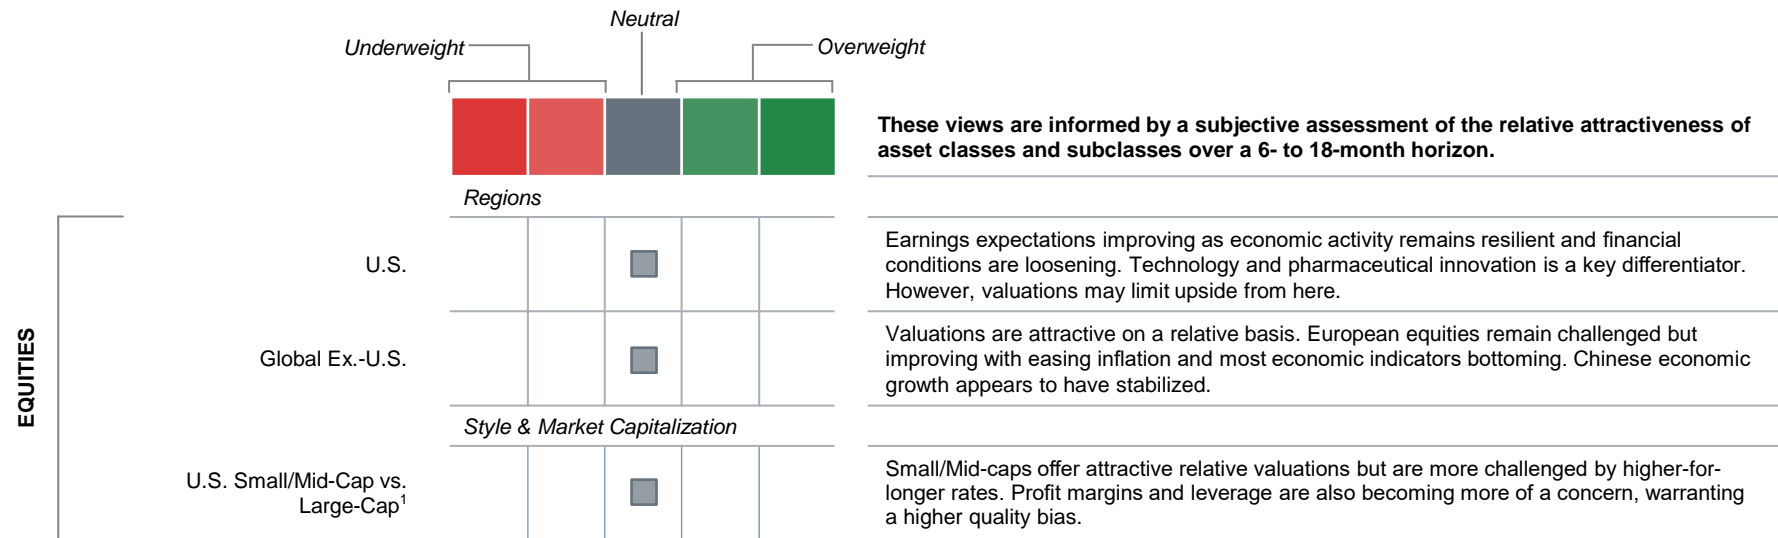 Neutral
Underweight
Overweight
These views are informed by a subjective assessment of the relative attractiveness of
asset classes and subclasses over a 6- to 18-month horizon.
Regions
EQUITIES
U.S.
Earnings expectations improving as economic activity remains resilient and financial
conditions are loosening. Technology and pharmaceutical innovation is a key differentiator.
However, valuations may limit upside from here.
Global Ex.-U.S.
Valuations are attractive on a relative basis. European equities remain challenged but
improving with easing inflation and most economic indicators bottoming. Chinese economic
growth appears to have stabilized.
Style & Market Capitalization
U.S. Small/Mid-Cap vs.
Large-Cap¹
Small/Mid-caps offer attractive relative valuations but are more challenged by higher-for-
longer rates. Profit margins and leverage are also becoming more of a concern, warranting
a higher quality bias.